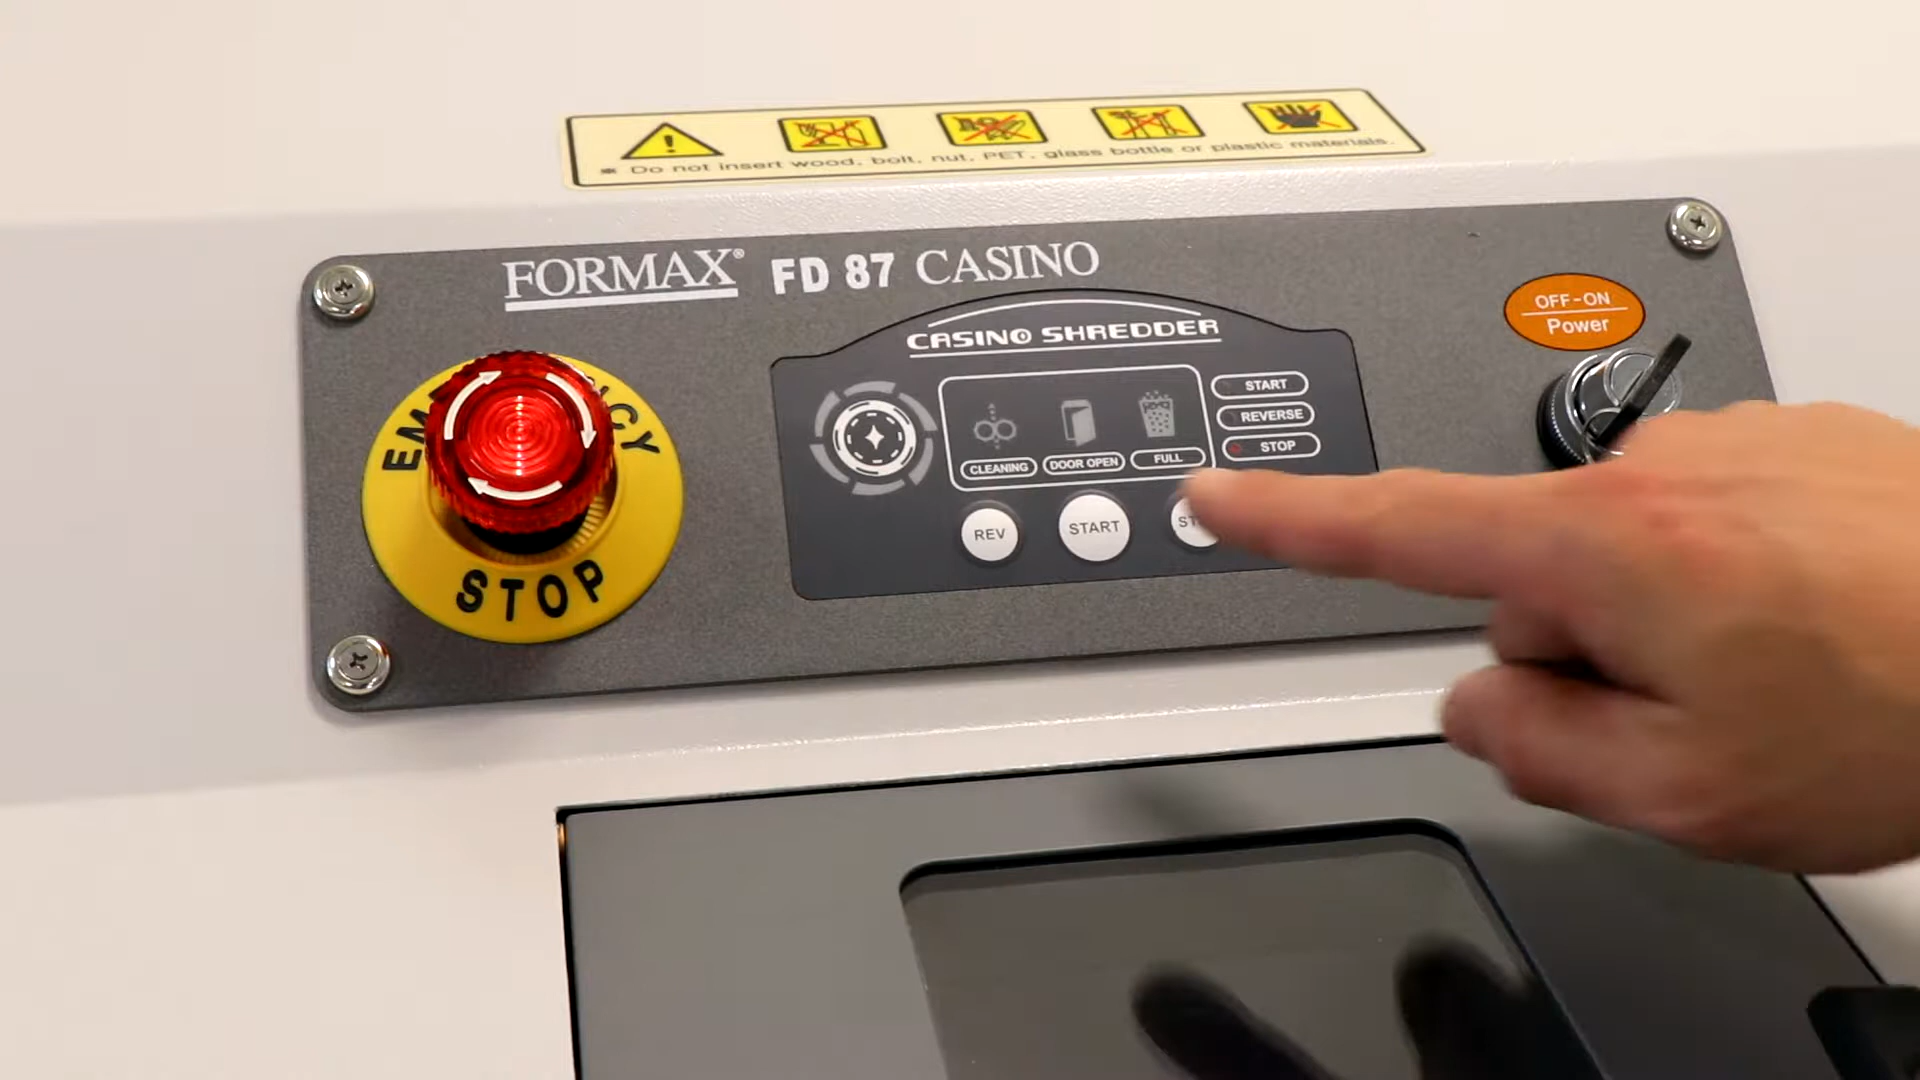 ※ Do not insert wood, bolt, nut, PET, glass bottle or plastic materials.
FORMAX® FD 87 CASINO
CASINO SHREDDER
OFF-ON
Power
START
REVERSE
STOP
CLEANING DOOR OPEN FULL
REV START
STOP